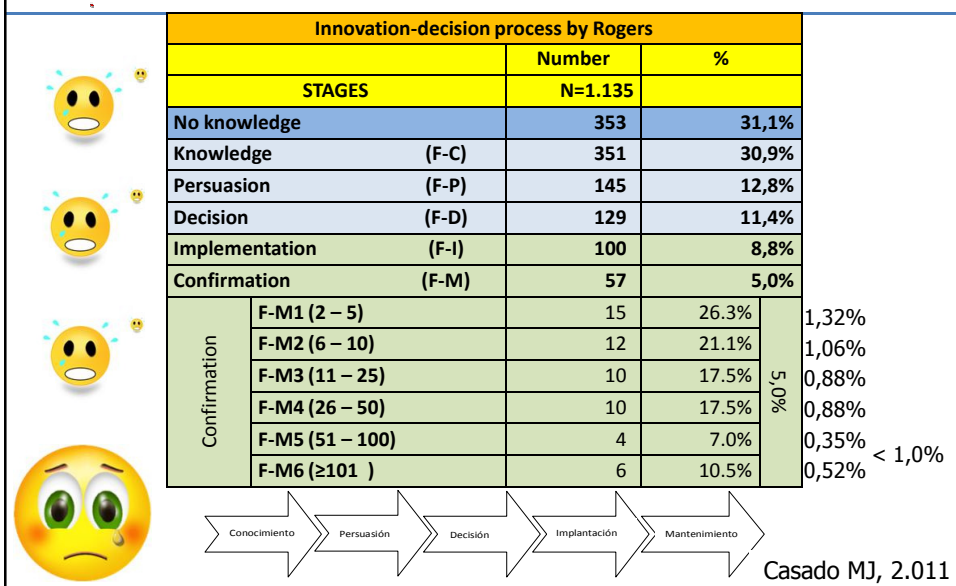 Innovation-decision process by Rogers
Number %
STAGES N=1.135
No knowledge 353 31,1%
Knowledge (F-C) 351 30,9%
Persuasion (F-P) 145 12,8%
Decision (F-D) 129 11,4%
Implementation (F-I) 100 8,8%
Confirmation (F-M) 57 5,0%
Confirmation
F-M1 (2 – 5) 15 26.3% 1,32%
F-M2 (6 – 10) 12 21.1% 1,06%
F-M3 (11 – 25) 10 17.5% 0,88%
F-M4 (26 – 50) 10 17.5% 0,88%
F-M5 (51 – 100) 4 7.0% 0,35%
F-M6 (≥101 ) 6 10.5% 0,52%
5,0%
< 1,0%
Conocimiento Persuasión Decisión Implantación Mantenimiento
Casado MJ, 2.011